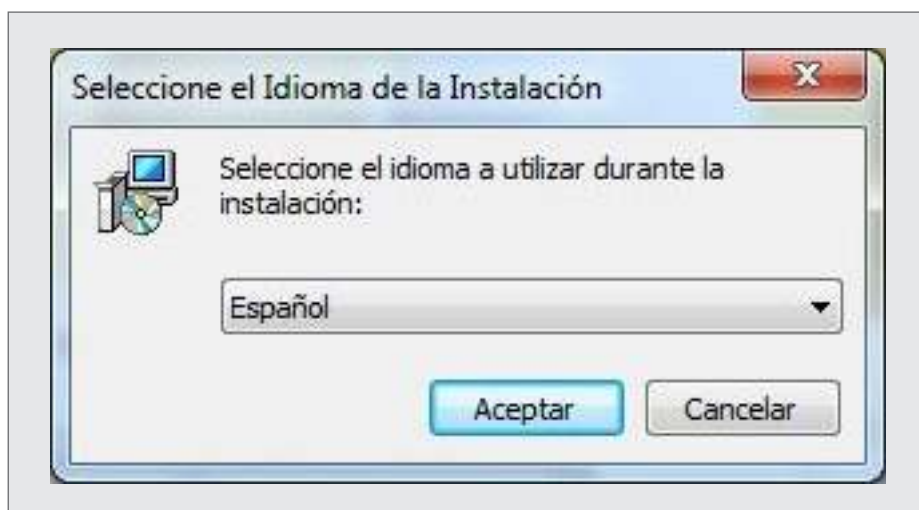 Seleccione el Idioma de la Instalación
Seleccione el idioma a utilizar durante la
instalación:
Español
Aceptar
Cancelar